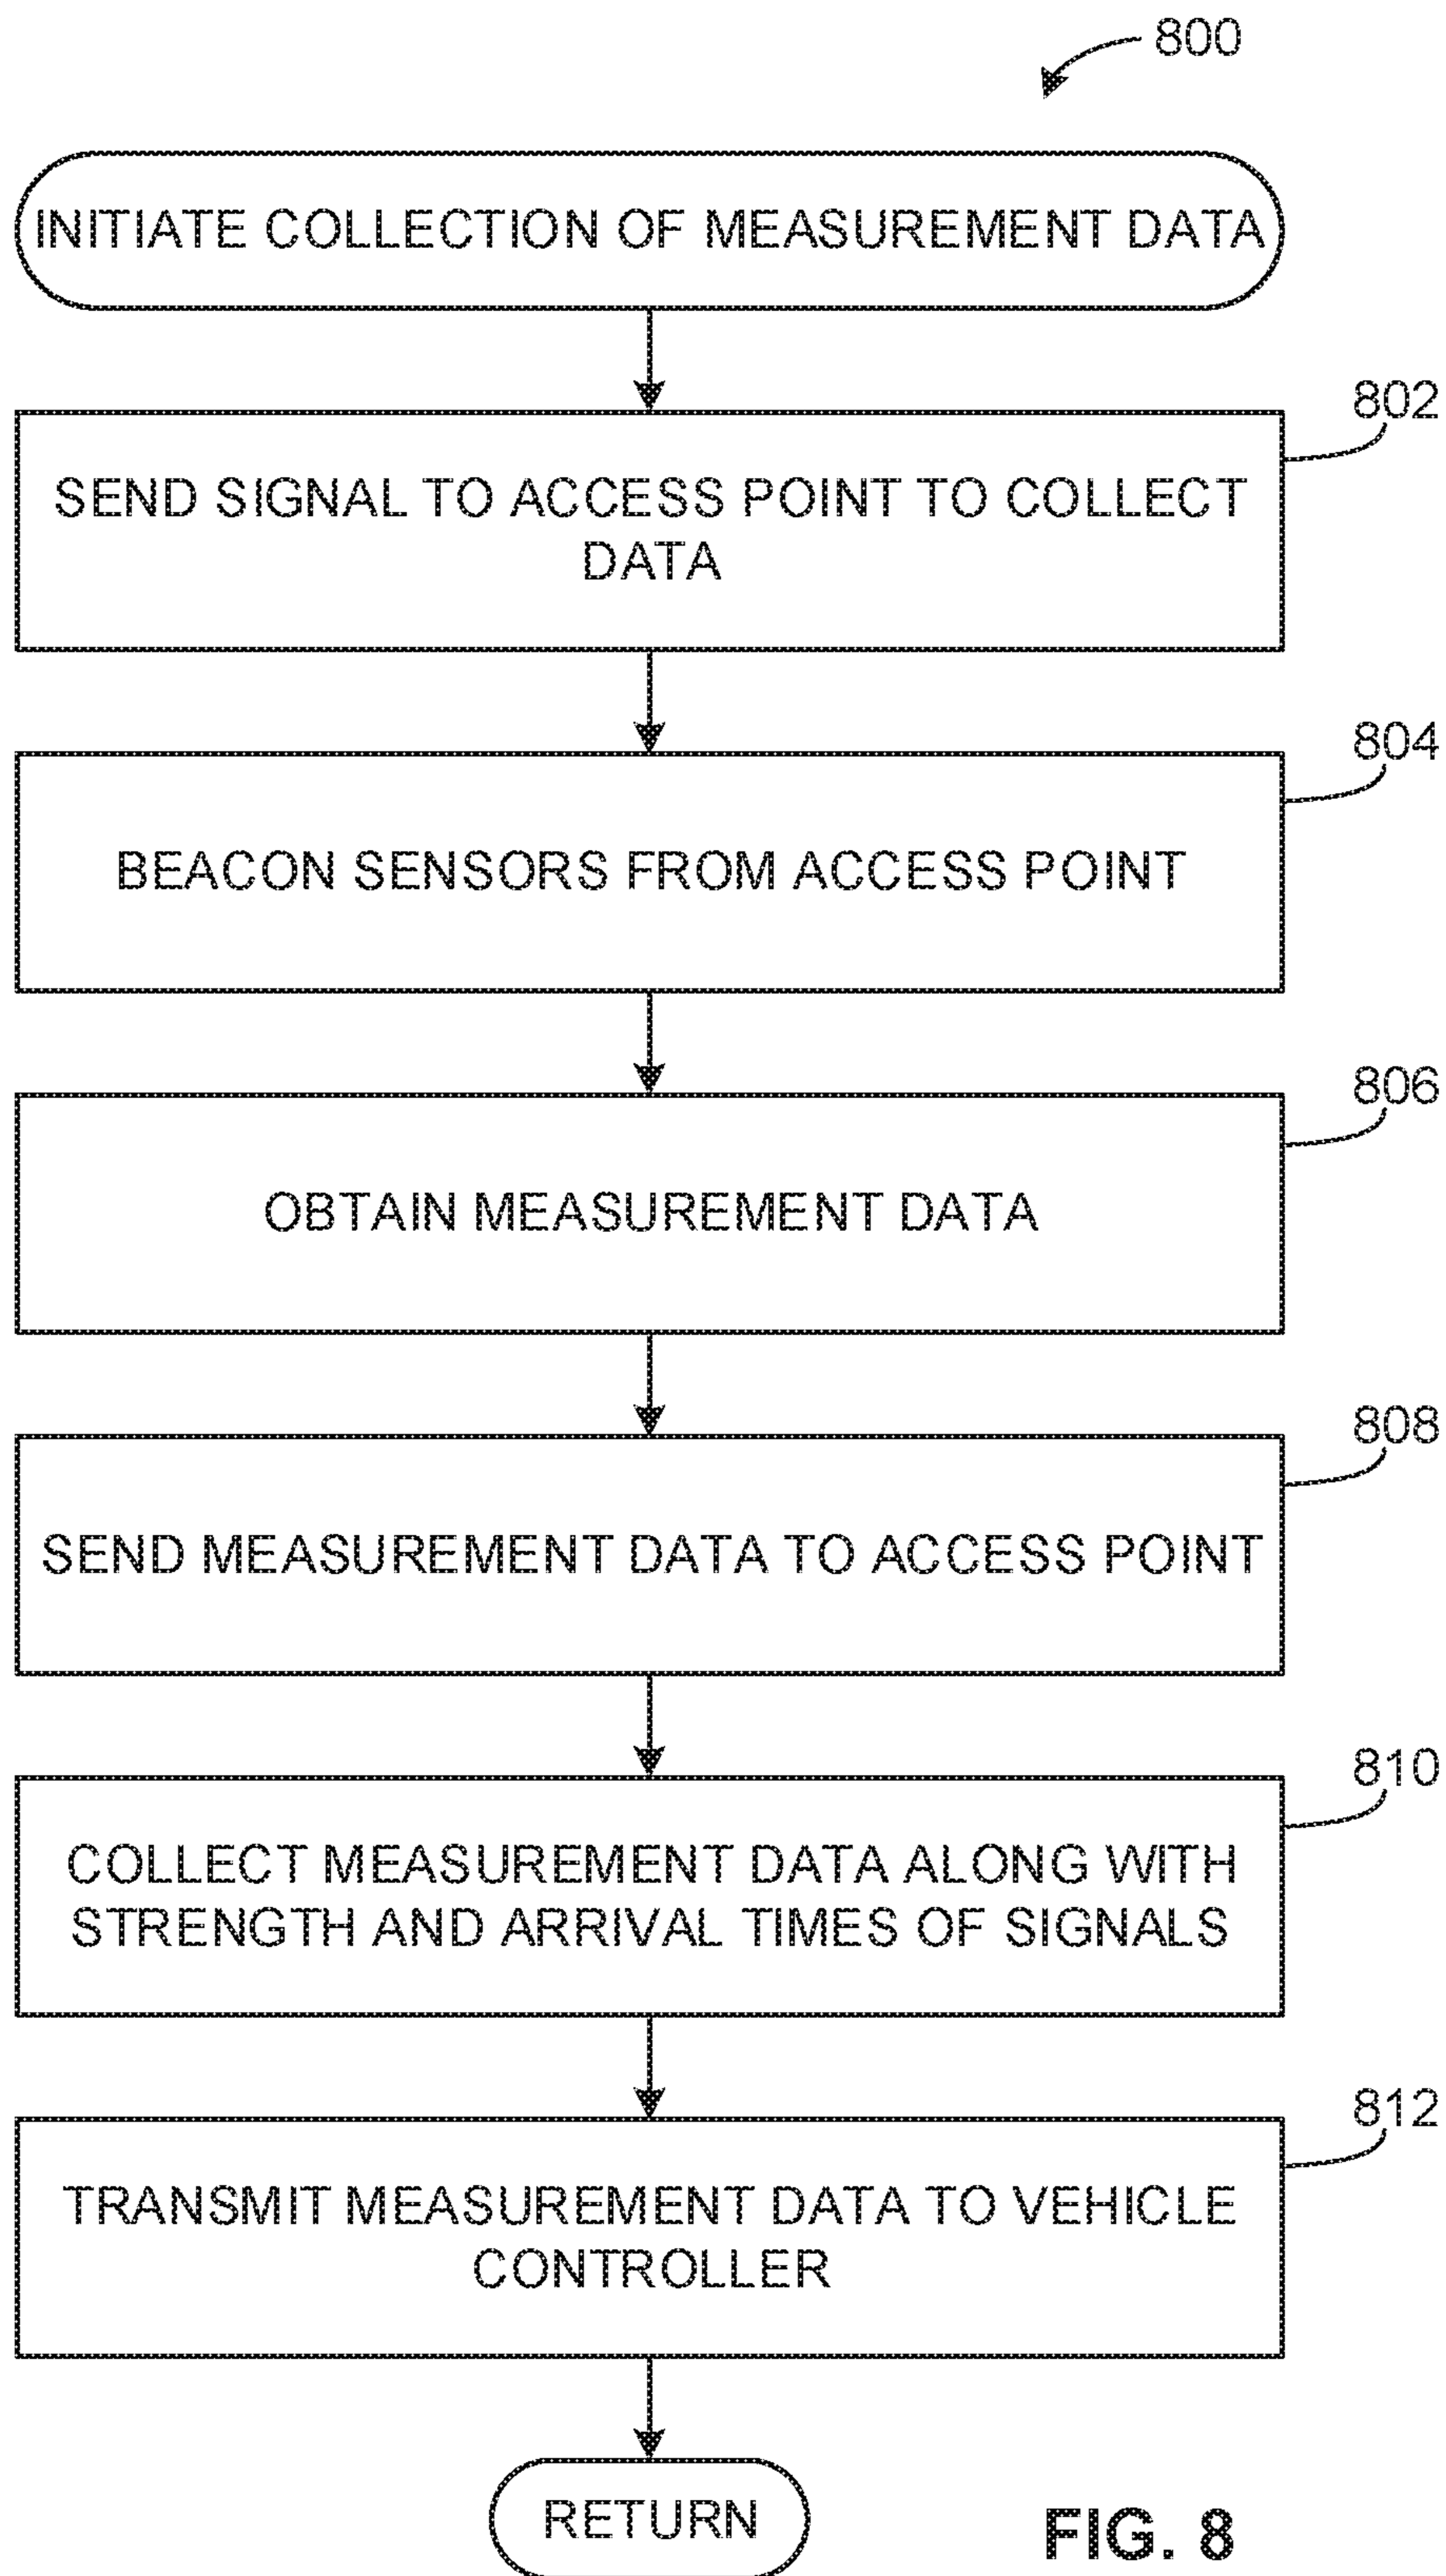 800
INITIATE COLLECTION OF MEASUREMENT DATA
802
SEND SIGNAL TO ACCESS POINT TO COLLECT
DATA
804
BEACON SENSORS FROM ACCESS POINT
806
OBTAIN MEASUREMENT DATA
808
SEND MEASUREMENT DATA TO ACCESS POINT
810
COLLECT MEASUREMENT DATA ALONG WITH
STRENGTH AND ARRIVAL TIMES OF SIGNALS
812
TRANSMIT MEASUREMENT DATA TO VEHICLE
CONTROLLER
RETURN
FIG. 8